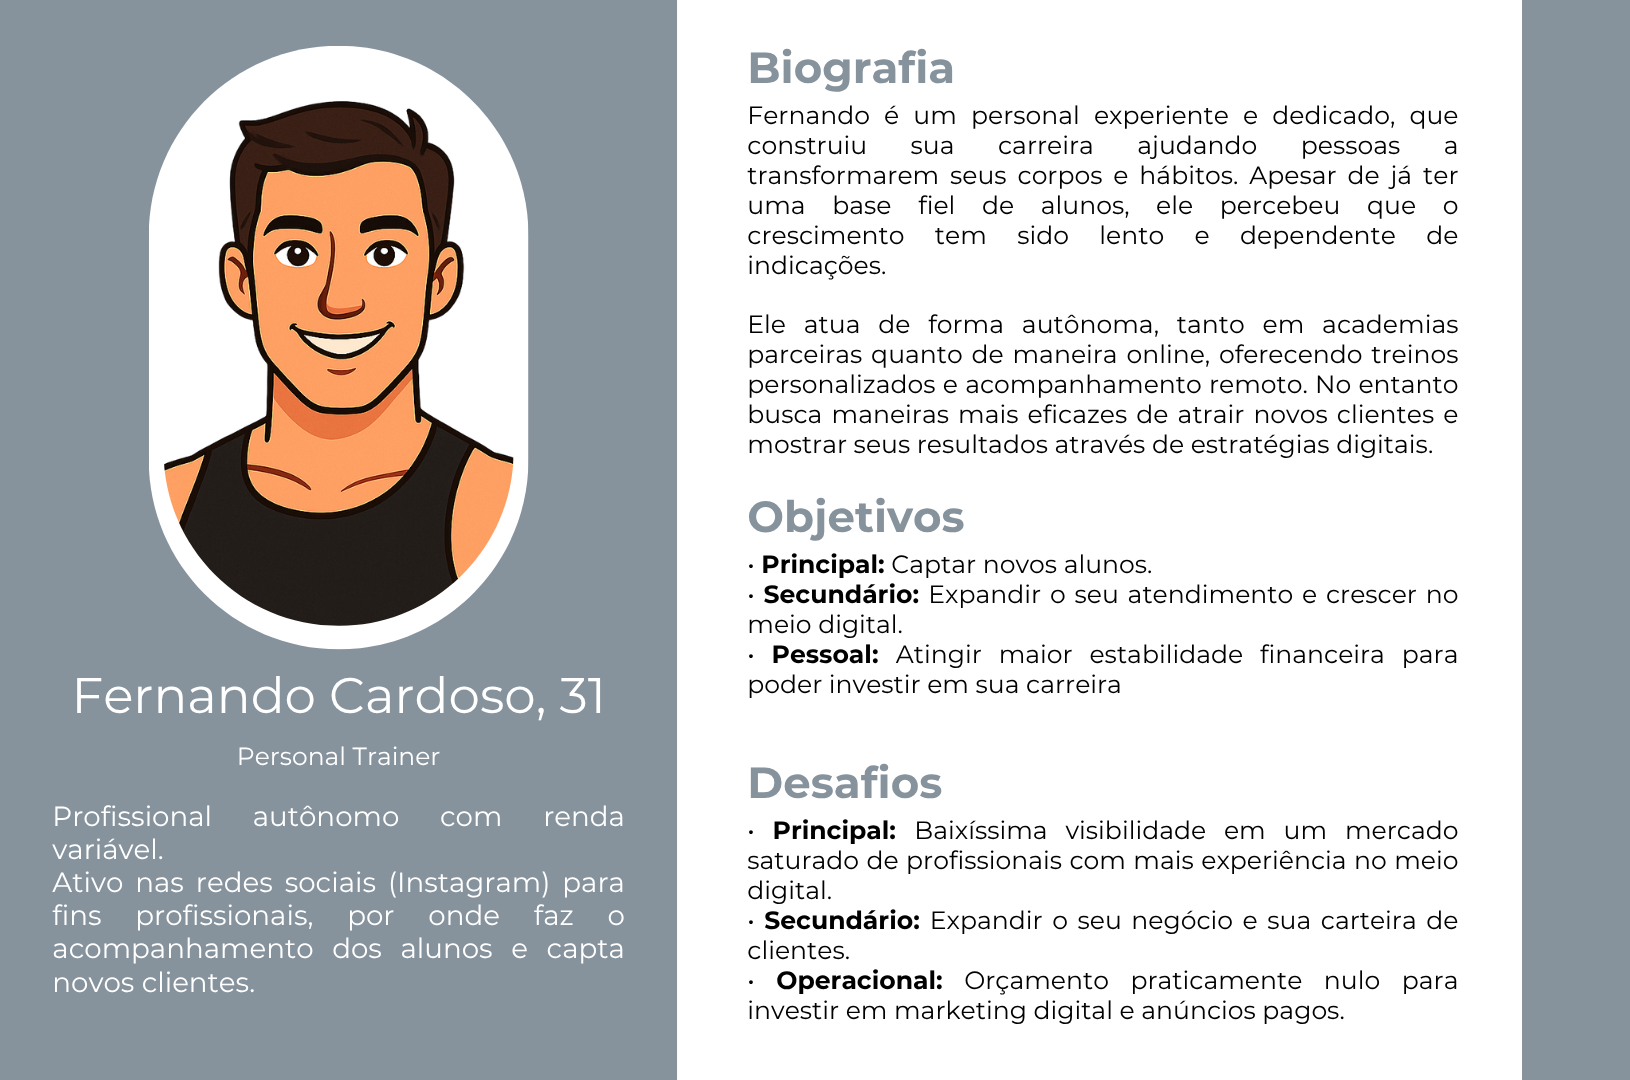 Fernando Cardoso, 31
Personal Trainer
Profissional autônomo com renda
variável.
Ativo nas redes sociais (Instagram) para
fins profissionais, por onde faz o
acompanhamento dos alunos e capta
novos clientes.
Biografia
Fernando é um personal experiente e dedicado, que
construiu sua carreira ajudando pessoas a
transformarem seus corpos e hábitos. Apesar de já ter
uma base fiel de alunos, ele percebeu que o
crescimento tem sido lento e dependente de
indicações.
Ele atua de forma autônoma, tanto em academias
parceiras quanto de maneira online, oferecendo treinos
personalizados e acompanhamento remoto. No entanto
busca maneiras mais eficazes de atrair novos clientes e
mostrar seus resultados através de estratégias digitais.
Objetivos
• Principal: Captar novos alunos.
• Secundário: Expandir o seu atendimento e crescer no
meio digital.
• Pessoal: Atingir maior estabilidade financeira para
poder investir em sua carreira
Desafios
• Principal: Baixíssima visibilidade em um mercado
saturado de profissionais com mais experiência no meio
digital.
• Secundário: Expandir o seu negócio e sua carteira de
clientes.
• Operacional: Orçamento praticamente nulo para
investir em marketing digital e anúncios pagos.